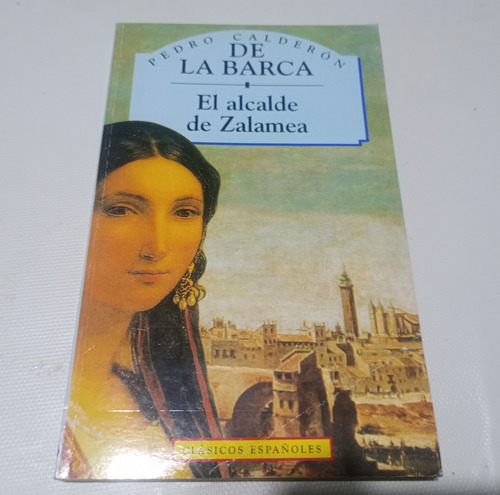 PEDRO CALDERÓN
DE
LA BARCA
El alcalde
de Zalamea
CLÁSICOS ESPAÑOLES